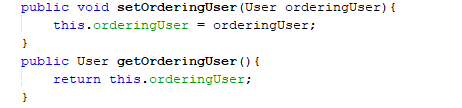 public void setOrderingUser(User orderingUser){
    this.orderingUser = orderingUser;
}
public User getOrderingUser(){
    return this.orderingUser;
}